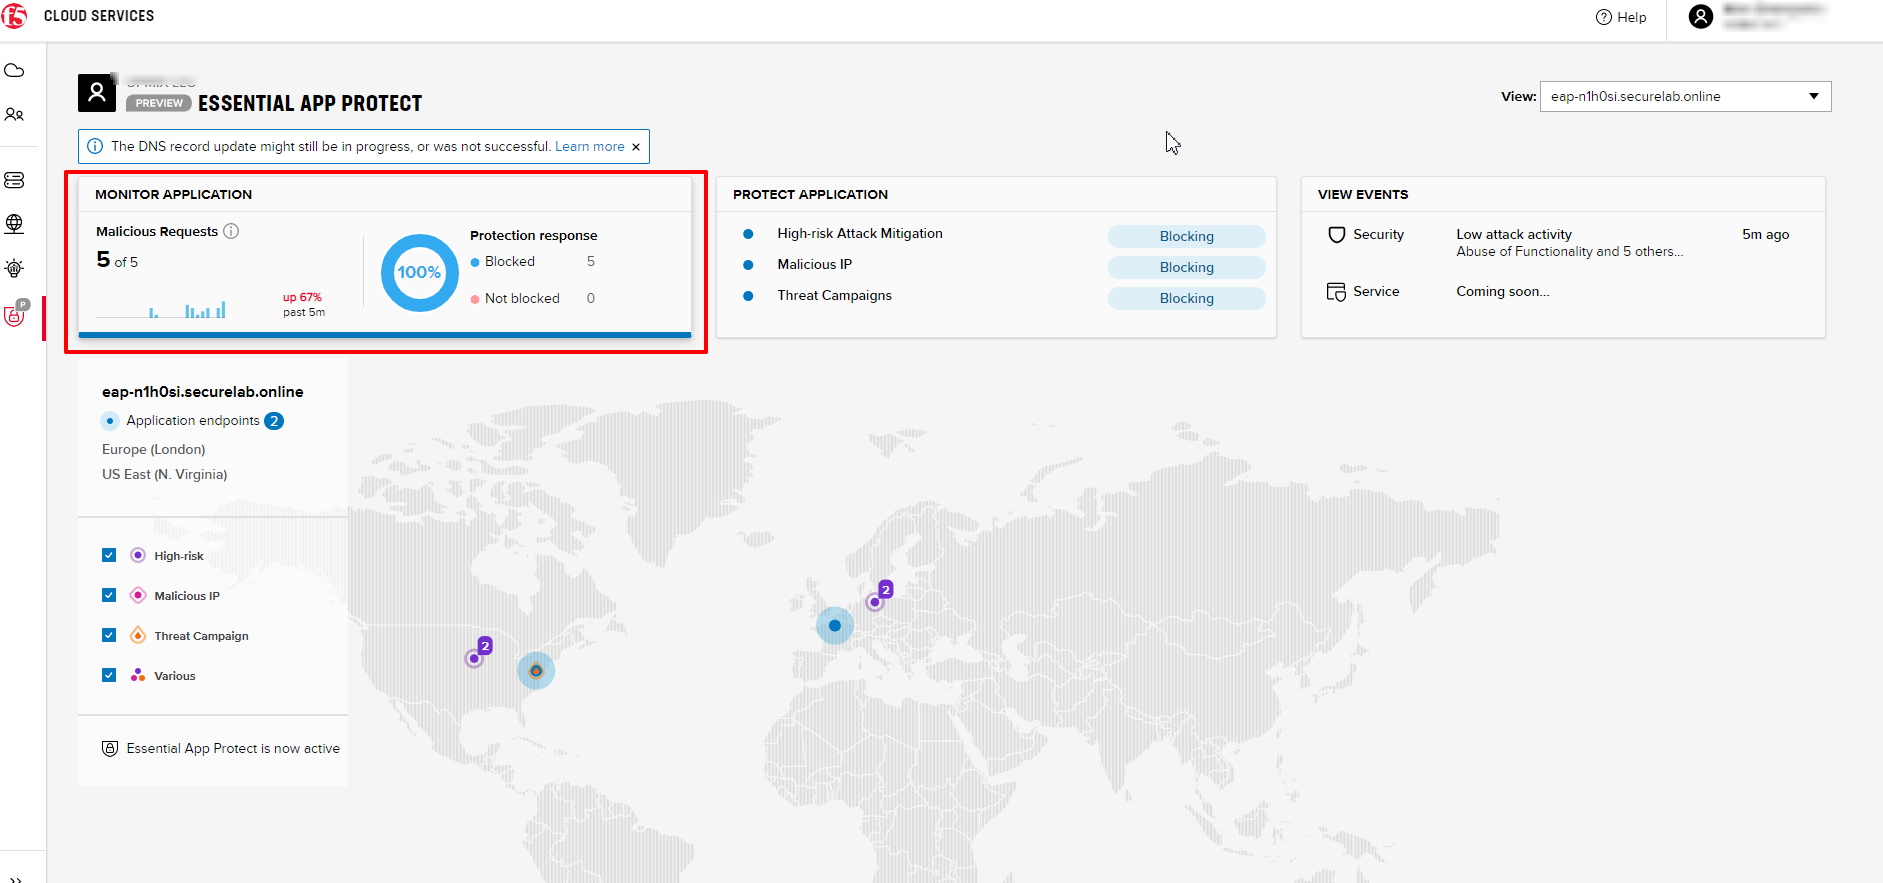 f5
CLOUD SERVICES
Help
PREVIEW
ESSENTIAL APP PROTECT
View:
eap-n1h0si.securelab.online
The DNS record update might still be in progress, or was not successful. Learn more ×
MONITOR APPLICATION
Malicious Requests
5 of 5
up 67%
past 5m
100%
Protection response
Blocked 5
Not blocked 0
PROTECT APPLICATION
High-risk Attack Mitigation Blocking
Malicious IP Blocking
Threat Campaigns Blocking
VIEW EVENTS
Security Low attack activity 5m ago
Abuse of Functionality and 5 others...
Service Coming soon...
P
eap-n1h0si.securelab.online
Application endpoints 2
Europe (London)
US East (N. Virginia)
High-risk
Malicious IP
Threat Campaign
Various
Essential App Protect is now active
2
2